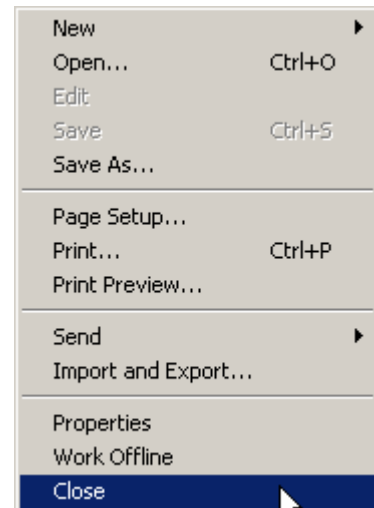 New
Open... Ctrl+O
Edit
Save Ctrl+S
Save As...
Page Setup...
Print... Ctrl+P
Print Preview...
Send
Import and Export...
Properties
Work Offline
Close